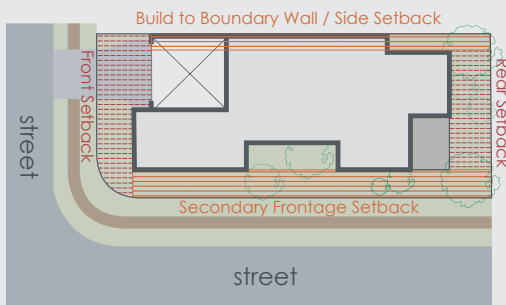 Build to Boundary Wall / Side Setback
Front Setback
Rear Setback
street
Secondary Frontage Setback
street